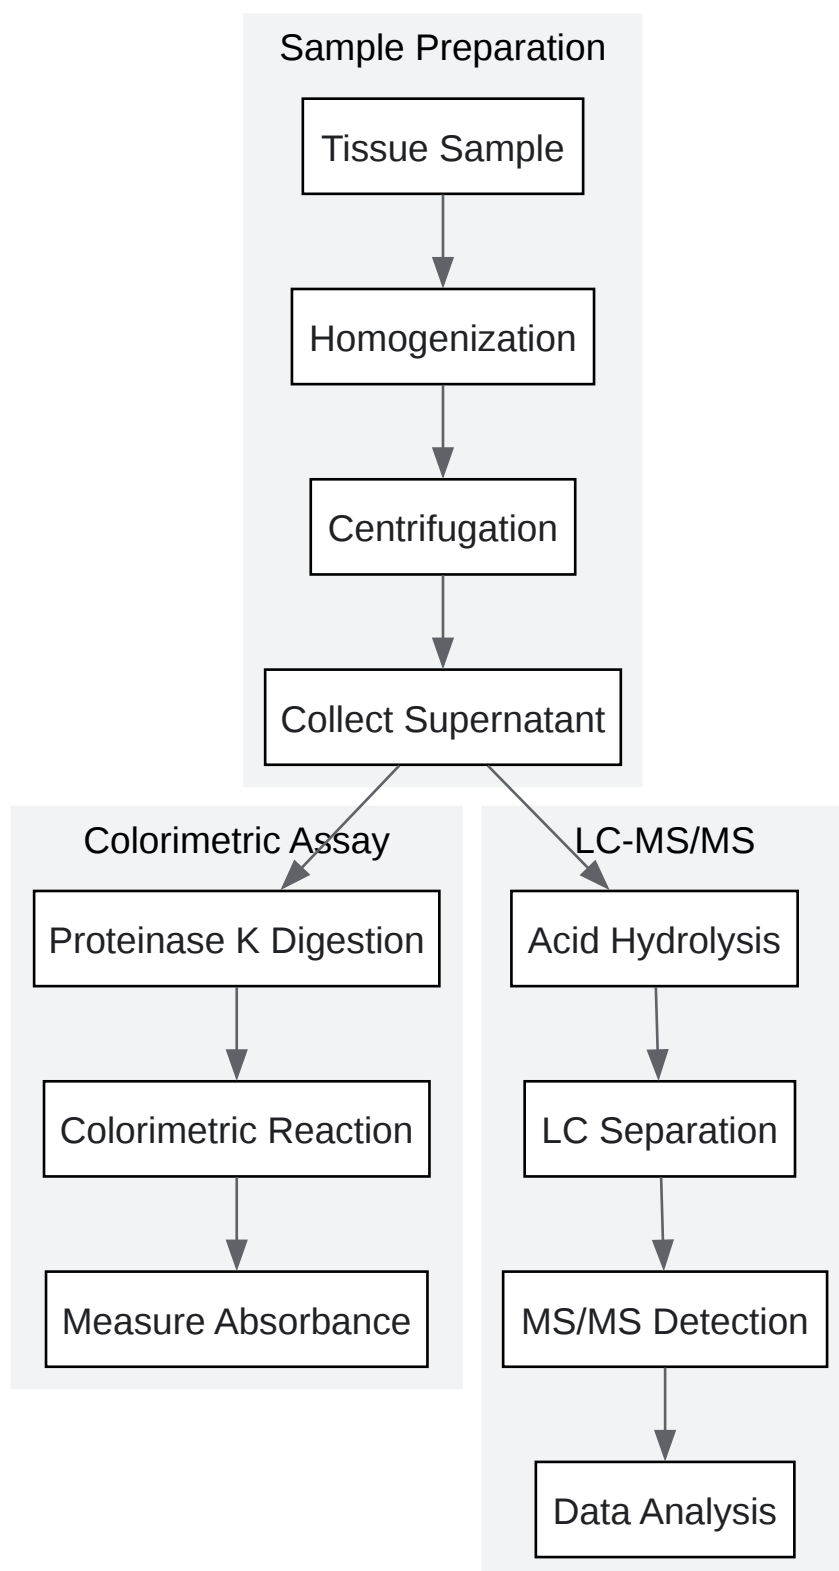 Sample Preparation
Tissue Sample
Homogenization
Centrifugation
Collect Supernatant
Colorimetric Assay
Proteinase K Digestion
Colorimetric Reaction
Measure Absorbance
LC-MS/MS
Acid Hydrolysis
LC Separation
MS/MS Detection
Data Analysis